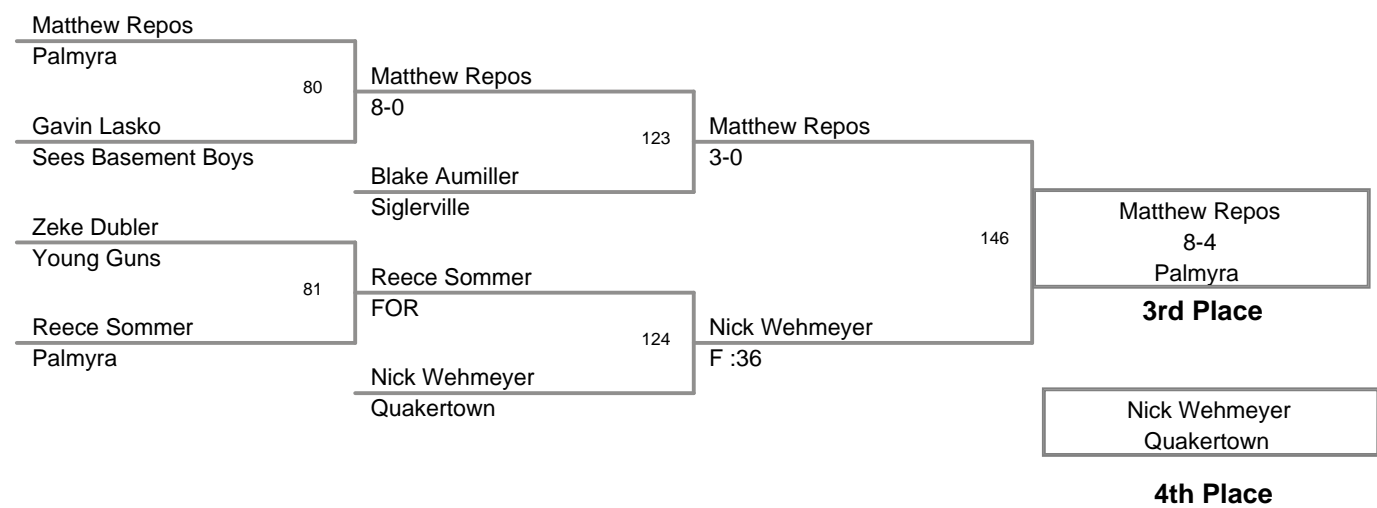 Matthew Repos
Palmyra
80
Gavin Lasko
Sees Basement Boys
Zeke Dubler
Young Guns
81
Reece Sommer
Palmyra
Matthew Repos
8-0
123
Blake Aumiller
Siglerville
Reece Sommer
FOR
124
Nick Wehmeyer
Quakertown
Matthew Repos
3-0
146
Nick Wehmeyer
F :36
Matthew Repos
8-4
Palmyra
3rd Place
Nick Wehmeyer
Quakertown
4th Place